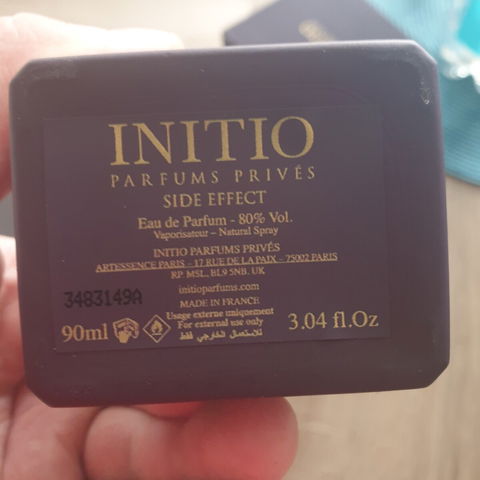 INITIO
PARFUMS PRIVÉS
SIDE EFFECT
Eau de Parfum - 80% Vol.
Vaporisateur – Natural Spray
INITIO PARFUMS PRIVÉS
ARTESSENCE PARIS - 17 RUE DE LA PAIX - 75002 PARIS
RP. MSL, BL9 5NB. UK
initioparfums.com
MADE IN FRANCE
3483149A
Usage externe uniquement
For external use only
للاستعمال الخارجي فقط
90ml
3.04 fl.Oz